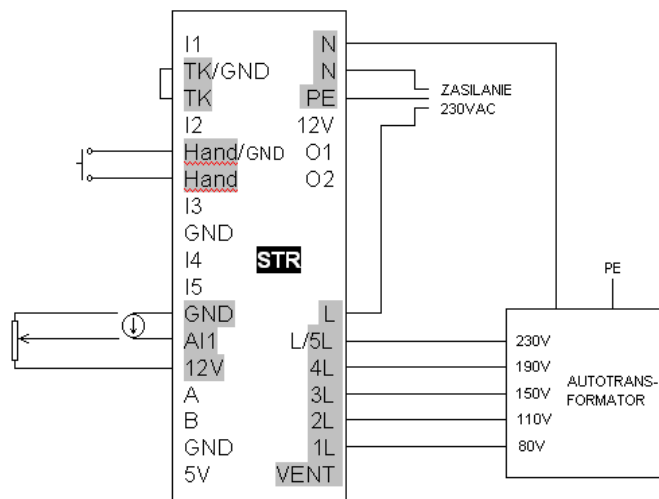 I1 N
TK/GND N
TK PE
I2 12V
Hand/GND O1
Hand O2
I3
GND
I4 STR
I5
GND L
AI1 L/5L
12V 4L
A 3L
B 2L
GND 1L
5V VENT
ZASILANIE
230VAC
PE
230V
190V
150V
110V
80V
AUTOTRANS-
FORMATOR